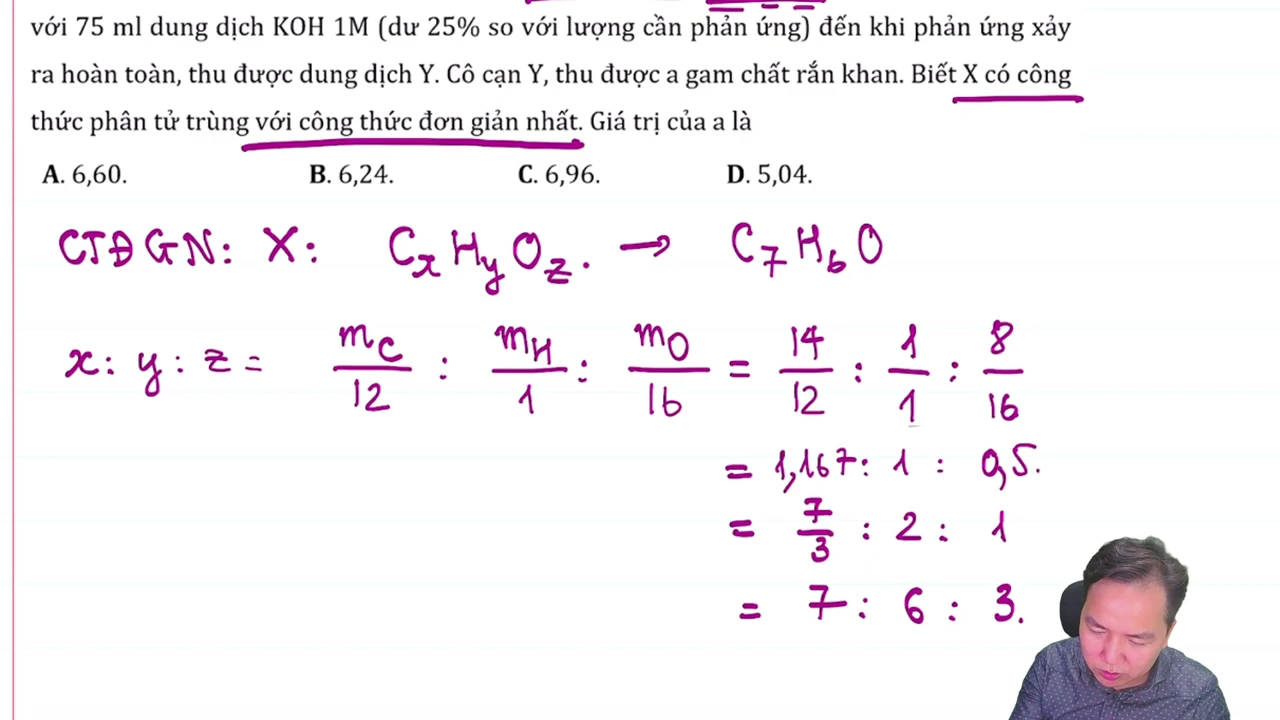 với 75 ml dung dịch KOH 1M (dư 25% so với lượng cần phản ứng) đến khi phản ứng xảy
ra hoàn toàn, thu được dung dịch Y. Cô cạn Y, thu được a gam chất rắn khan. Biết X có công
thức phân tử trùng với công thức đơn giản nhất. Giá trị của a là
A. 6,60. B. 6,24. C. 6,96. D. 5,04.
CTĐGN: X: CxHyOz. → C7H6O
x : y : z = mC/12 : mH/1 : mO/16 = 14/12 : 1/1 : 8/16
= 1,167 : 1 : 0,5.
= 7/3 : 2 : 1
= 7 : 6 : 3.